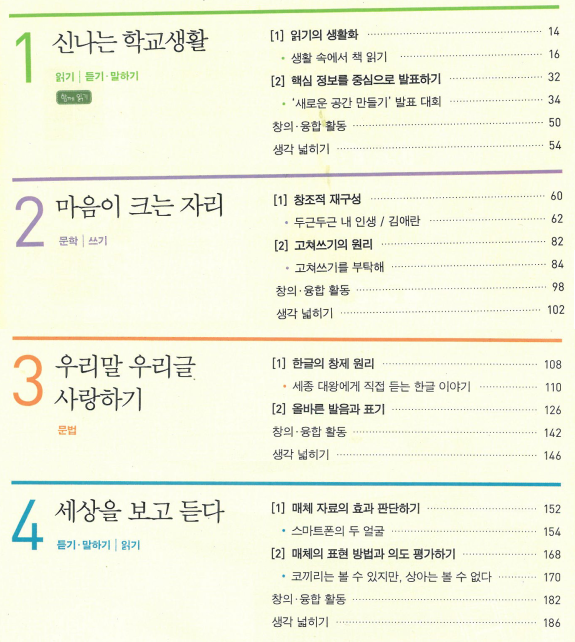 1 신나는 학교생활
읽기 | 듣기·말하기
[1] 읽기의 생활화 14
• 생활 속에서 책 읽기 16
[2] 핵심 정보를 중심으로 발표하기 32
• '새로운 공간 만들기' 발표 대회 34
창의·융합 활동 50
생각 넓히기 54
2 마음이 크는 자리
문학 | 쓰기
[1] 창조적 재구성 60
• 두근두근 내 인생 / 김애란 62
[2] 고쳐쓰기의 원리 82
• 고쳐쓰기를 부탁해 84
창의·융합 활동 98
생각 넓히기 102
3 우리말 우리글
사랑하기
문법
[1] 한글의 창제 원리 108
• 세종 대왕에게 직접 듣는 한글 이야기 110
[2] 올바른 발음과 표기 126
창의·융합 활동 142
생각 넓히기 146
4 세상을 보고 듣다
듣기·말하기 | 읽기
[1] 매체 자료의 효과 판단하기 152
• 스마트폰의 두 얼굴 154
[2] 매체의 표현 방법과 의도 평가하기 168
• 코끼리는 볼 수 있지만, 상아는 볼 수 없다 170
창의·융합 활동 182
생각 넓히기 186